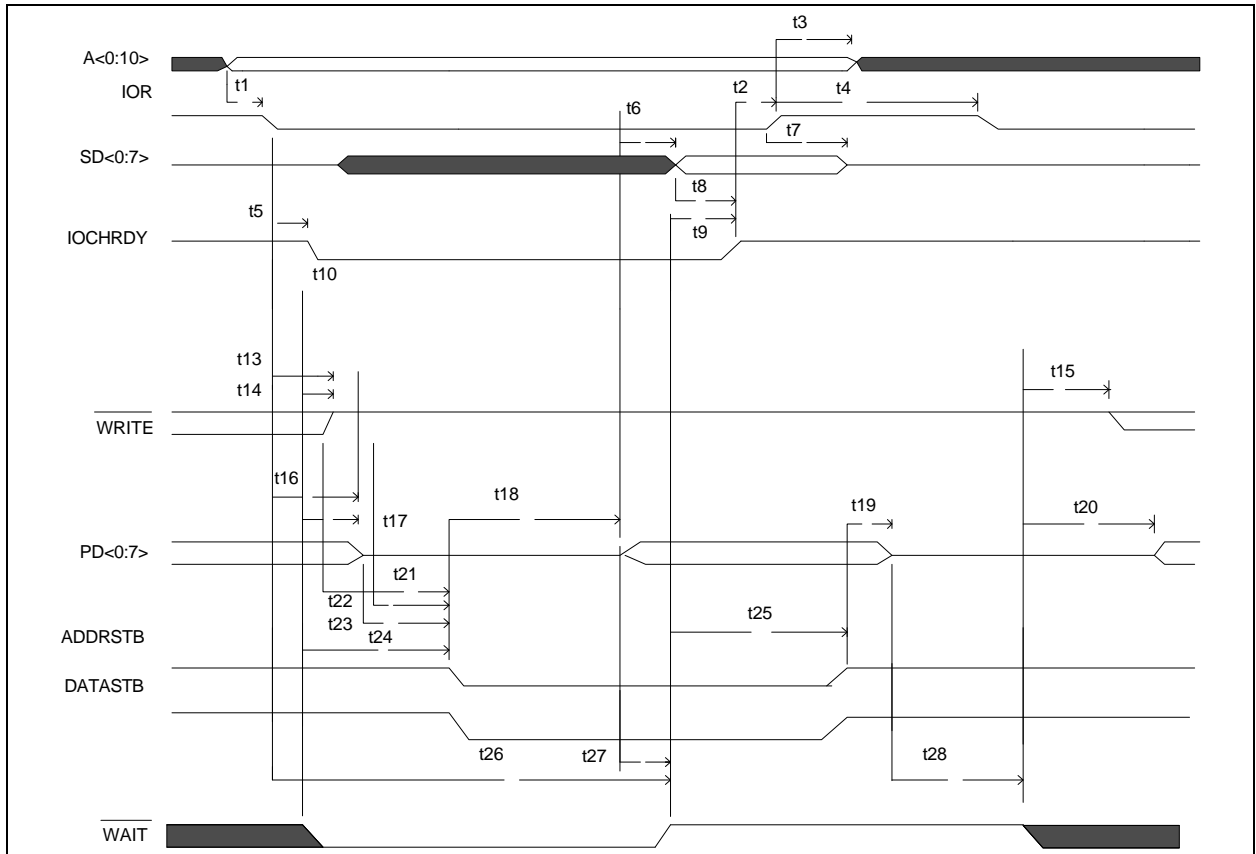 t3
A<0:10>
t1
t2
t4
IOR
t6
t7
SD<0:7>
t8
t5
t9
IOCHRDY
t10
t13
t15
t14
WRITE
t16
t18
t17
t19
t20
PD<0:7>
t21
t22
t23
t25
t24
ADDRSTB
DATASTB
t26
t27
t28
WAIT